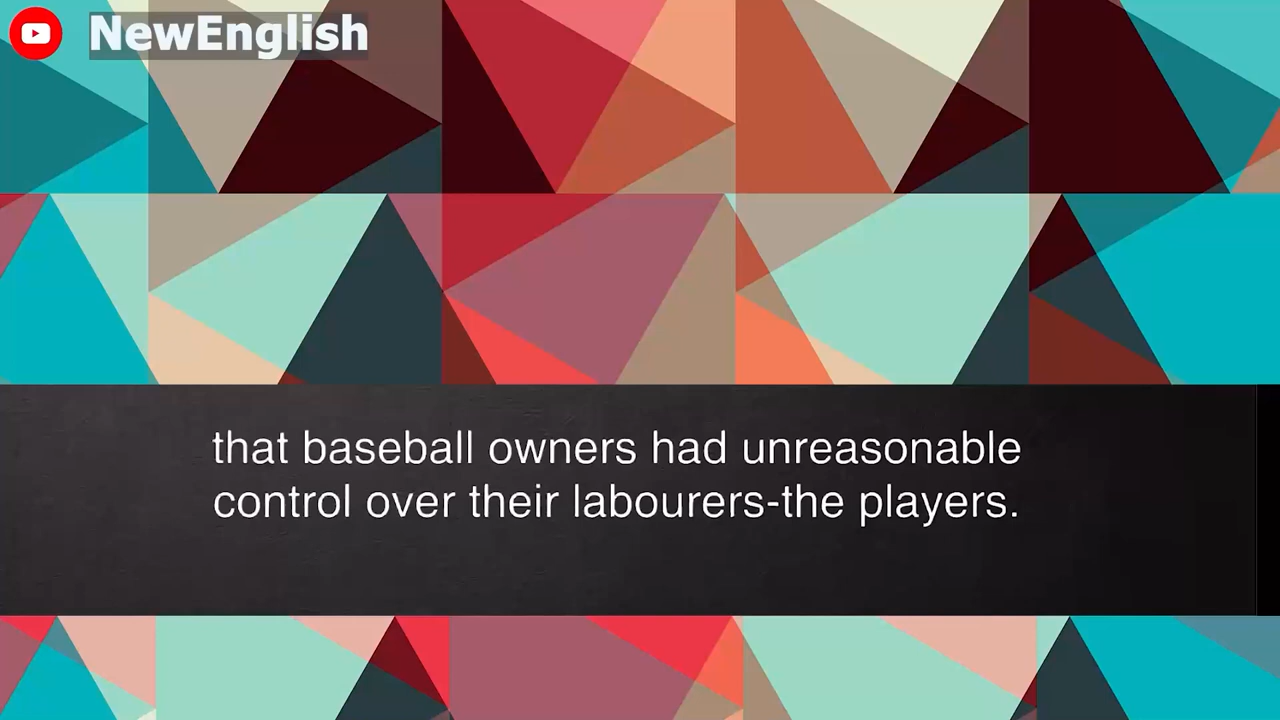 NewEnglish
that baseball owners had unreasonable
control over their labourers-the players.